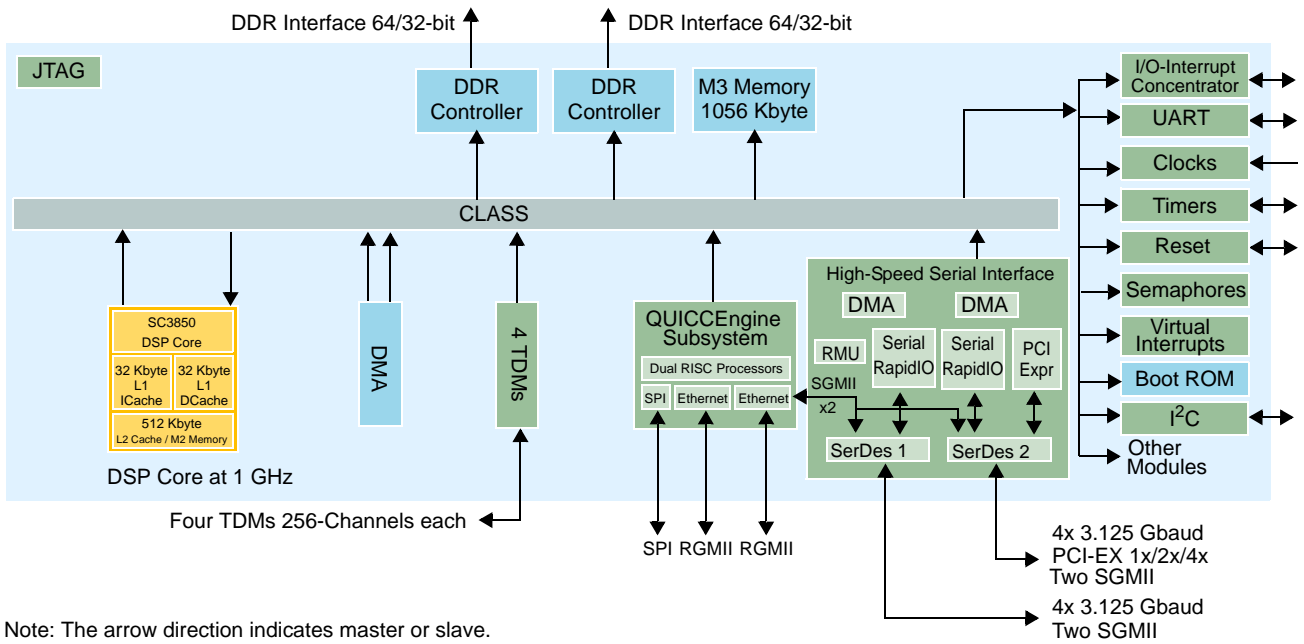 DDR Interface 64/32-bit
DDR Interface 64/32-bit
JTAG
DDR
Controller
DDR
Controller
M3 Memory
1056 Kbyte
I/O-Interrupt
Concentrator
UART
Clocks
Timers
Reset
Semaphores
Virtual
Interrupts
Boot ROM
I2C
Other
Modules
CLASS
SC3850
DSP Core
32 Kbyte
L1
ICache
32 Kbyte
L1
DCache
512 Kbyte
L2 Cache / M2 Memory
DSP Core at 1 GHz
DMA
4 TDMs
Four TDMs 256-Channels each
QUICCEngine
Subsystem
Dual RISC Processors
SPI
Ethernet
Ethernet
SPI
RGMII
RGMII
High-Speed Serial Interface
DMA
DMA
RMU
Serial
RapidIO
Serial
RapidIO
PCI
Expr
SGMII
x2
SerDes 1
SerDes 2
4x 3.125 Gbaud
PCI-EX 1x/2x/4x
Two SGMII
4x 3.125 Gbaud
Two SGMII
Note: The arrow direction indicates master or slave.